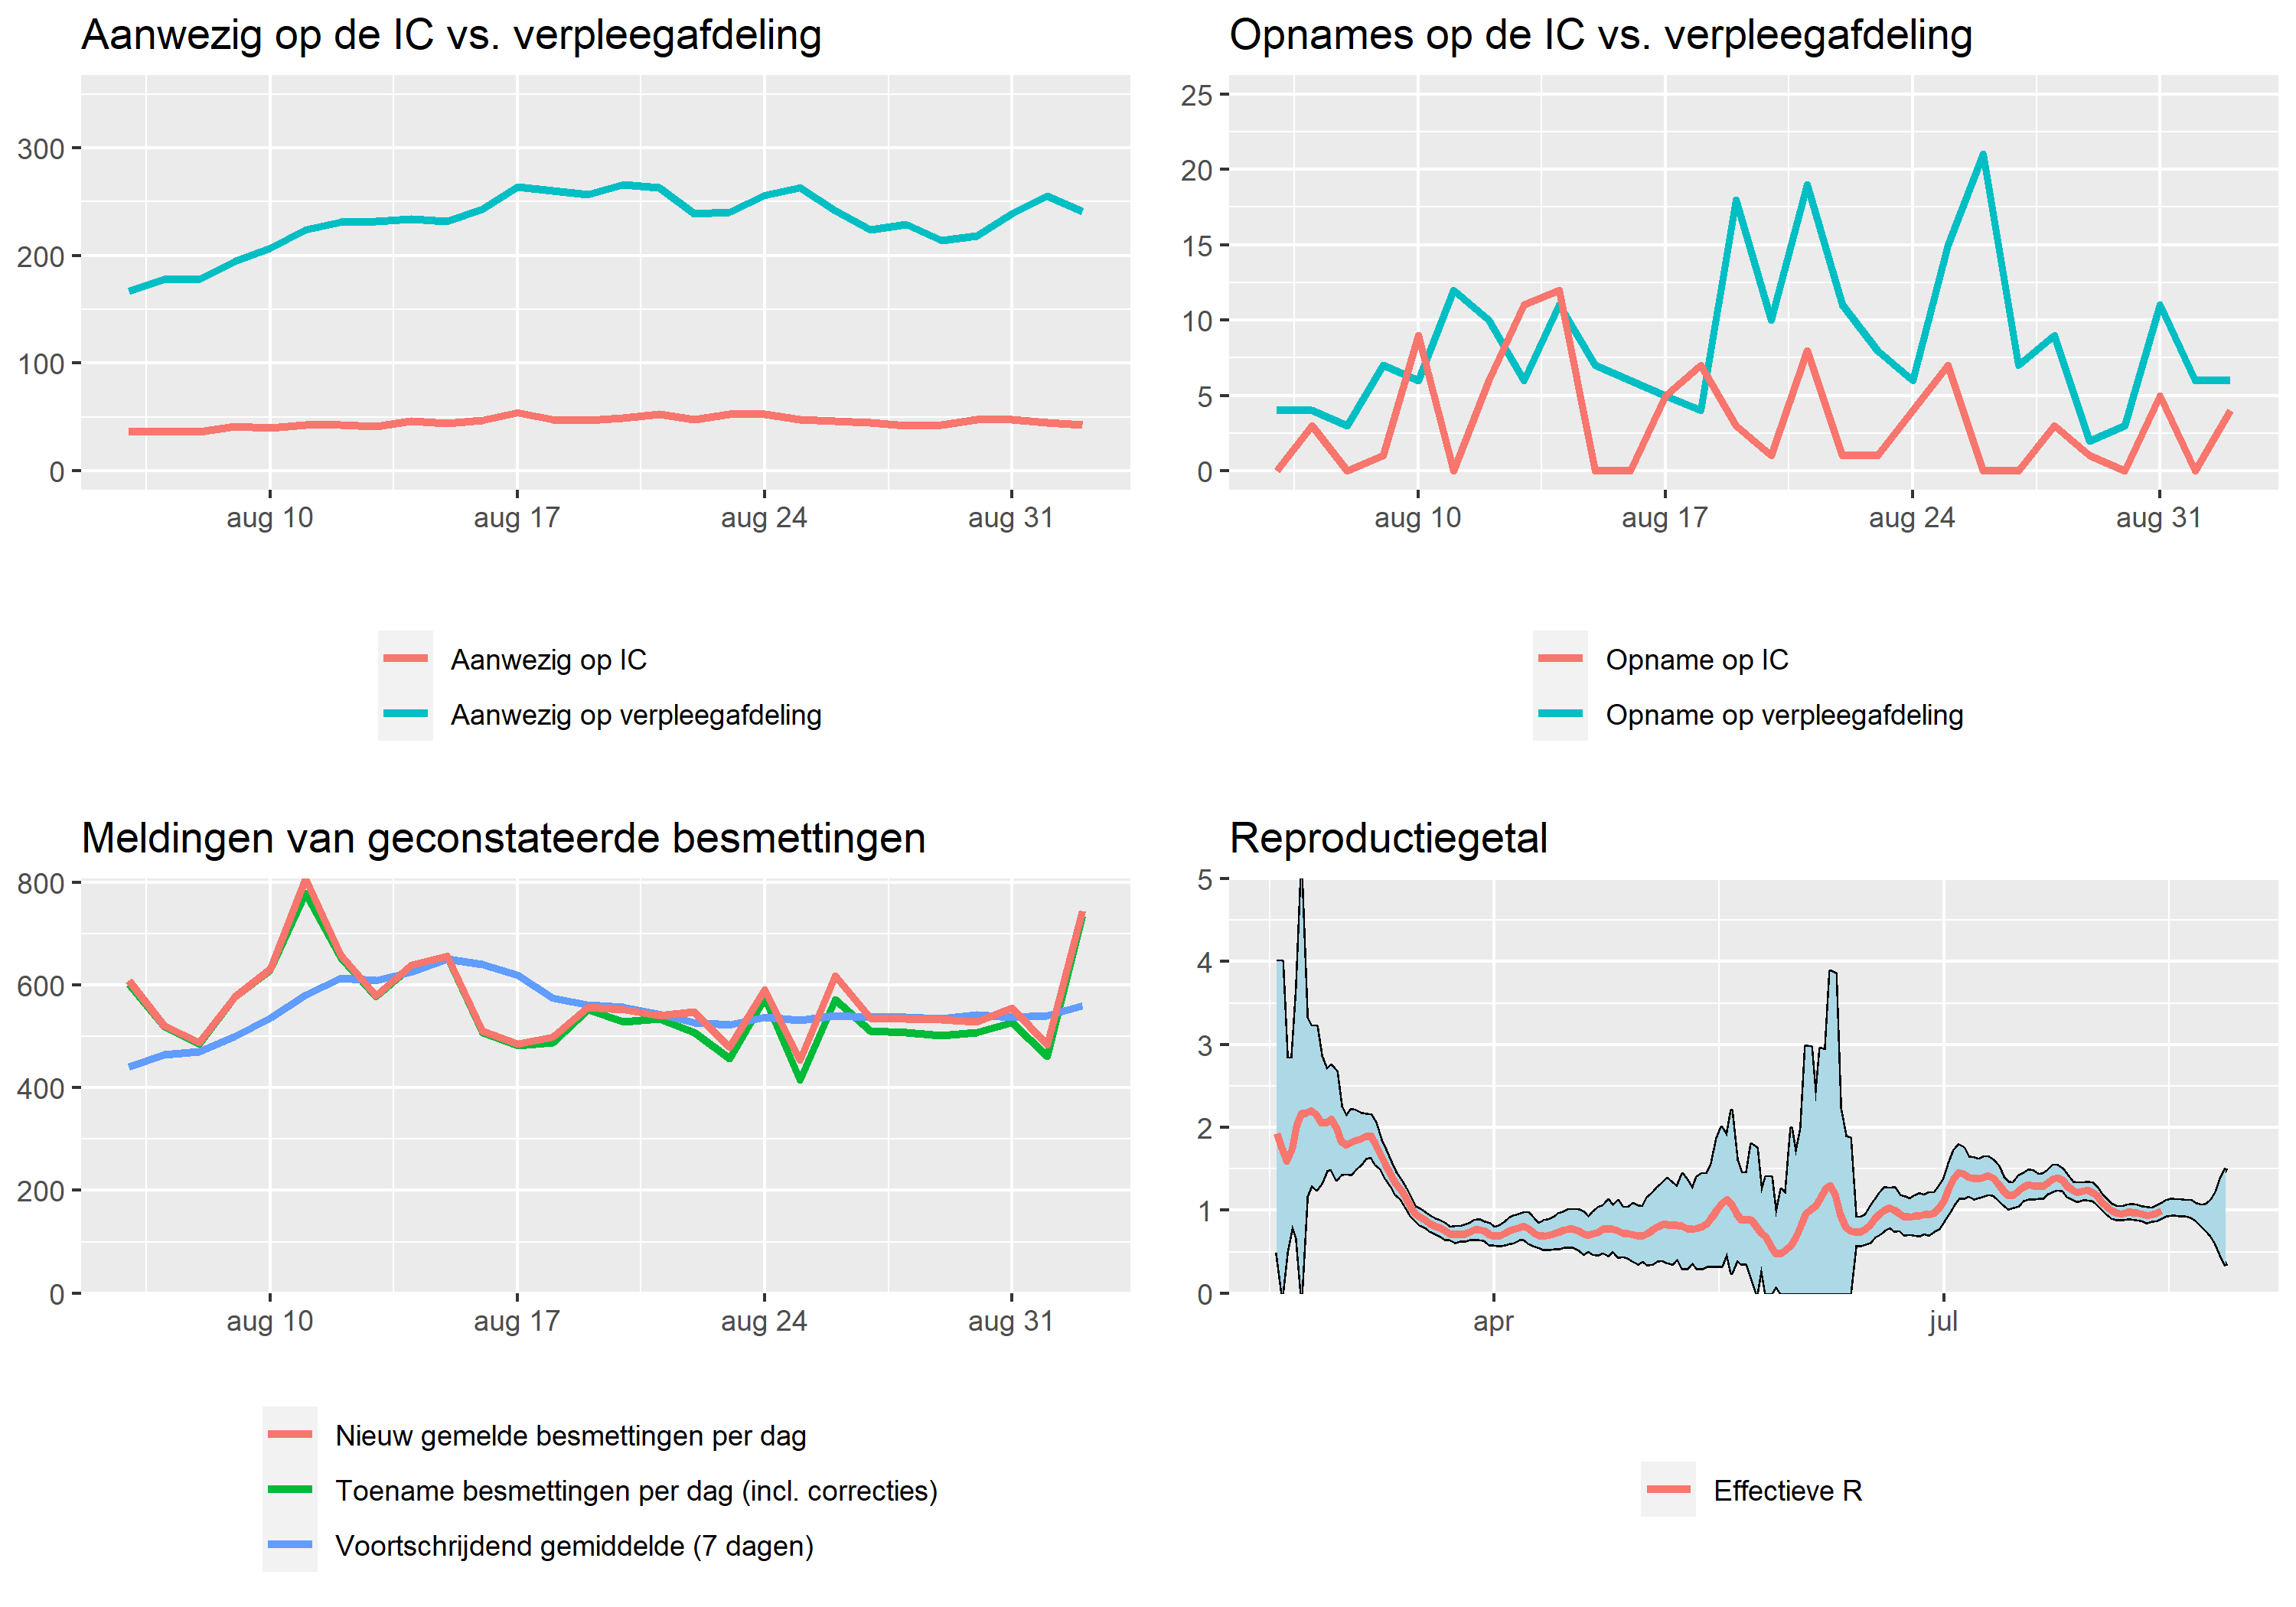 Aanwezig op de IC vs. verpleegafdeling
300
200
100
0
aug 10 aug 17 aug 24 aug 31
Aanwezig op IC
Aanwezig op verpleegafdeling
Opnames op de IC vs. verpleegafdeling
25
20
15
10
5
0
aug 10 aug 17 aug 24 aug 31
Opname op IC
Opname op verpleegafdeling
Meldingen van geconstateerde besmettingen
800
600
400
200
0
aug 10 aug 17 aug 24 aug 31
Nieuw gemelde besmettingen per dag
Toename besmettingen per dag (incl. correcties)
Voortschrijdend gemiddelde (7 dagen)
Reproductiegetal
5
4
3
2
1
0
apr jul
Effectieve R